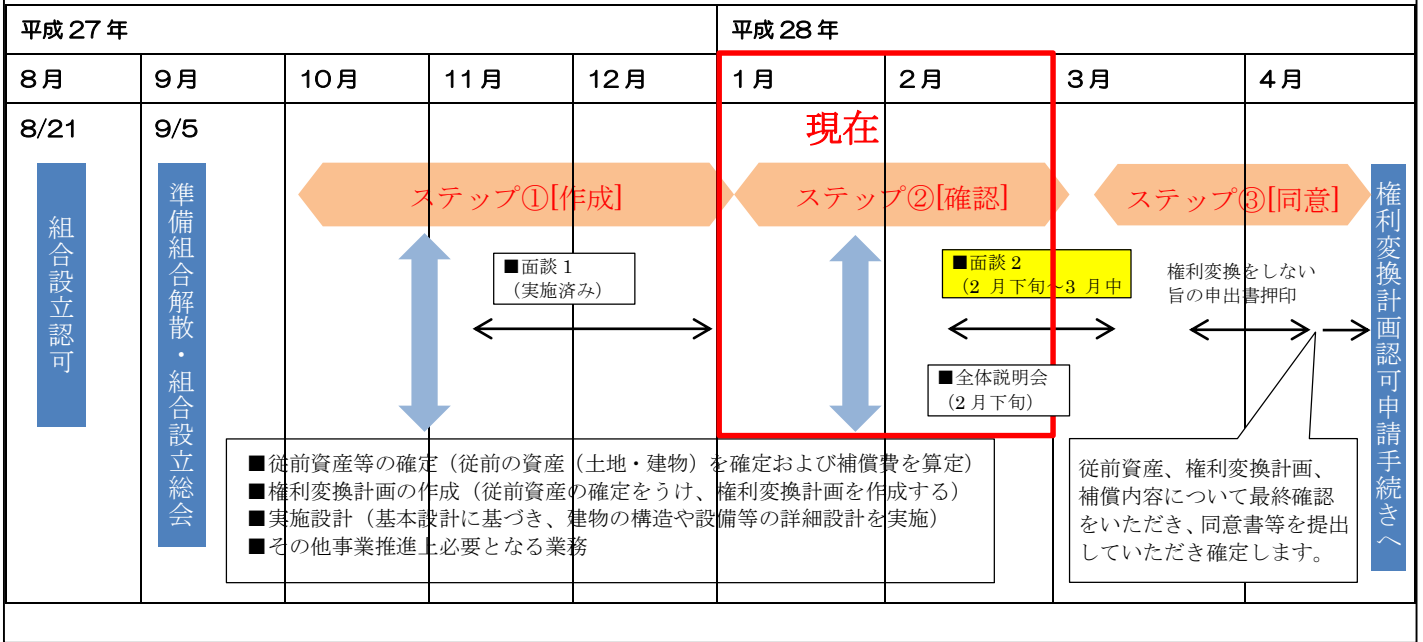 平成27年
平成28年
8月
9月
10月
11月
12月
1月
2月
3月
4月
8/21
9/5
現在
組合設立認可
準備組合解散・組合設立総会
ステップ①[作成]
ステップ②[確認]
ステップ③[同意]
■面談1
（実施済み）
■面談2
（2月下旬～3月中
権利変換をしない
旨の申出書押印
■全体説明会
（2月下旬）
■従前資産等の確定（従前の資産（土地・建物）を確定および補償費を算定）
■権利変換計画の作成（従前資産の確定をうけ、権利変換計画を作成する）
■実施設計（基本設計に基づき、建物の構造や設備等の詳細設計を実施）
■その他事業推進上必要となる業務
従前資産、権利変換計画、
補償内容について最終確認
をいただき、同意書等を提出
していただき確定します。
権利変換計画認可申請手続きへ